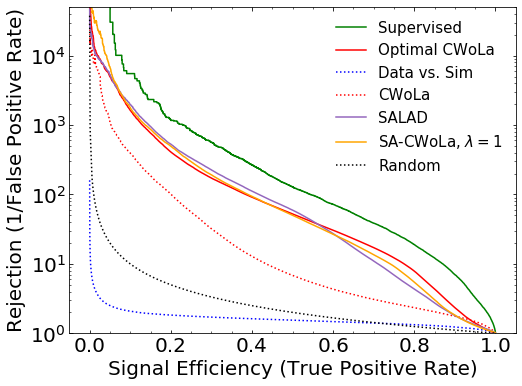 Rejection (1/False Positive Rate)
10⁴
10³
10²
10¹
10⁰
Supervised
Optimal CWoLa
Data vs. Sim
CWoLa
SALAD
SA-CWoLa, λ = 1
Random
0.0 0.2 0.4 0.6 0.8 1.0
Signal Efficiency (True Positive Rate)